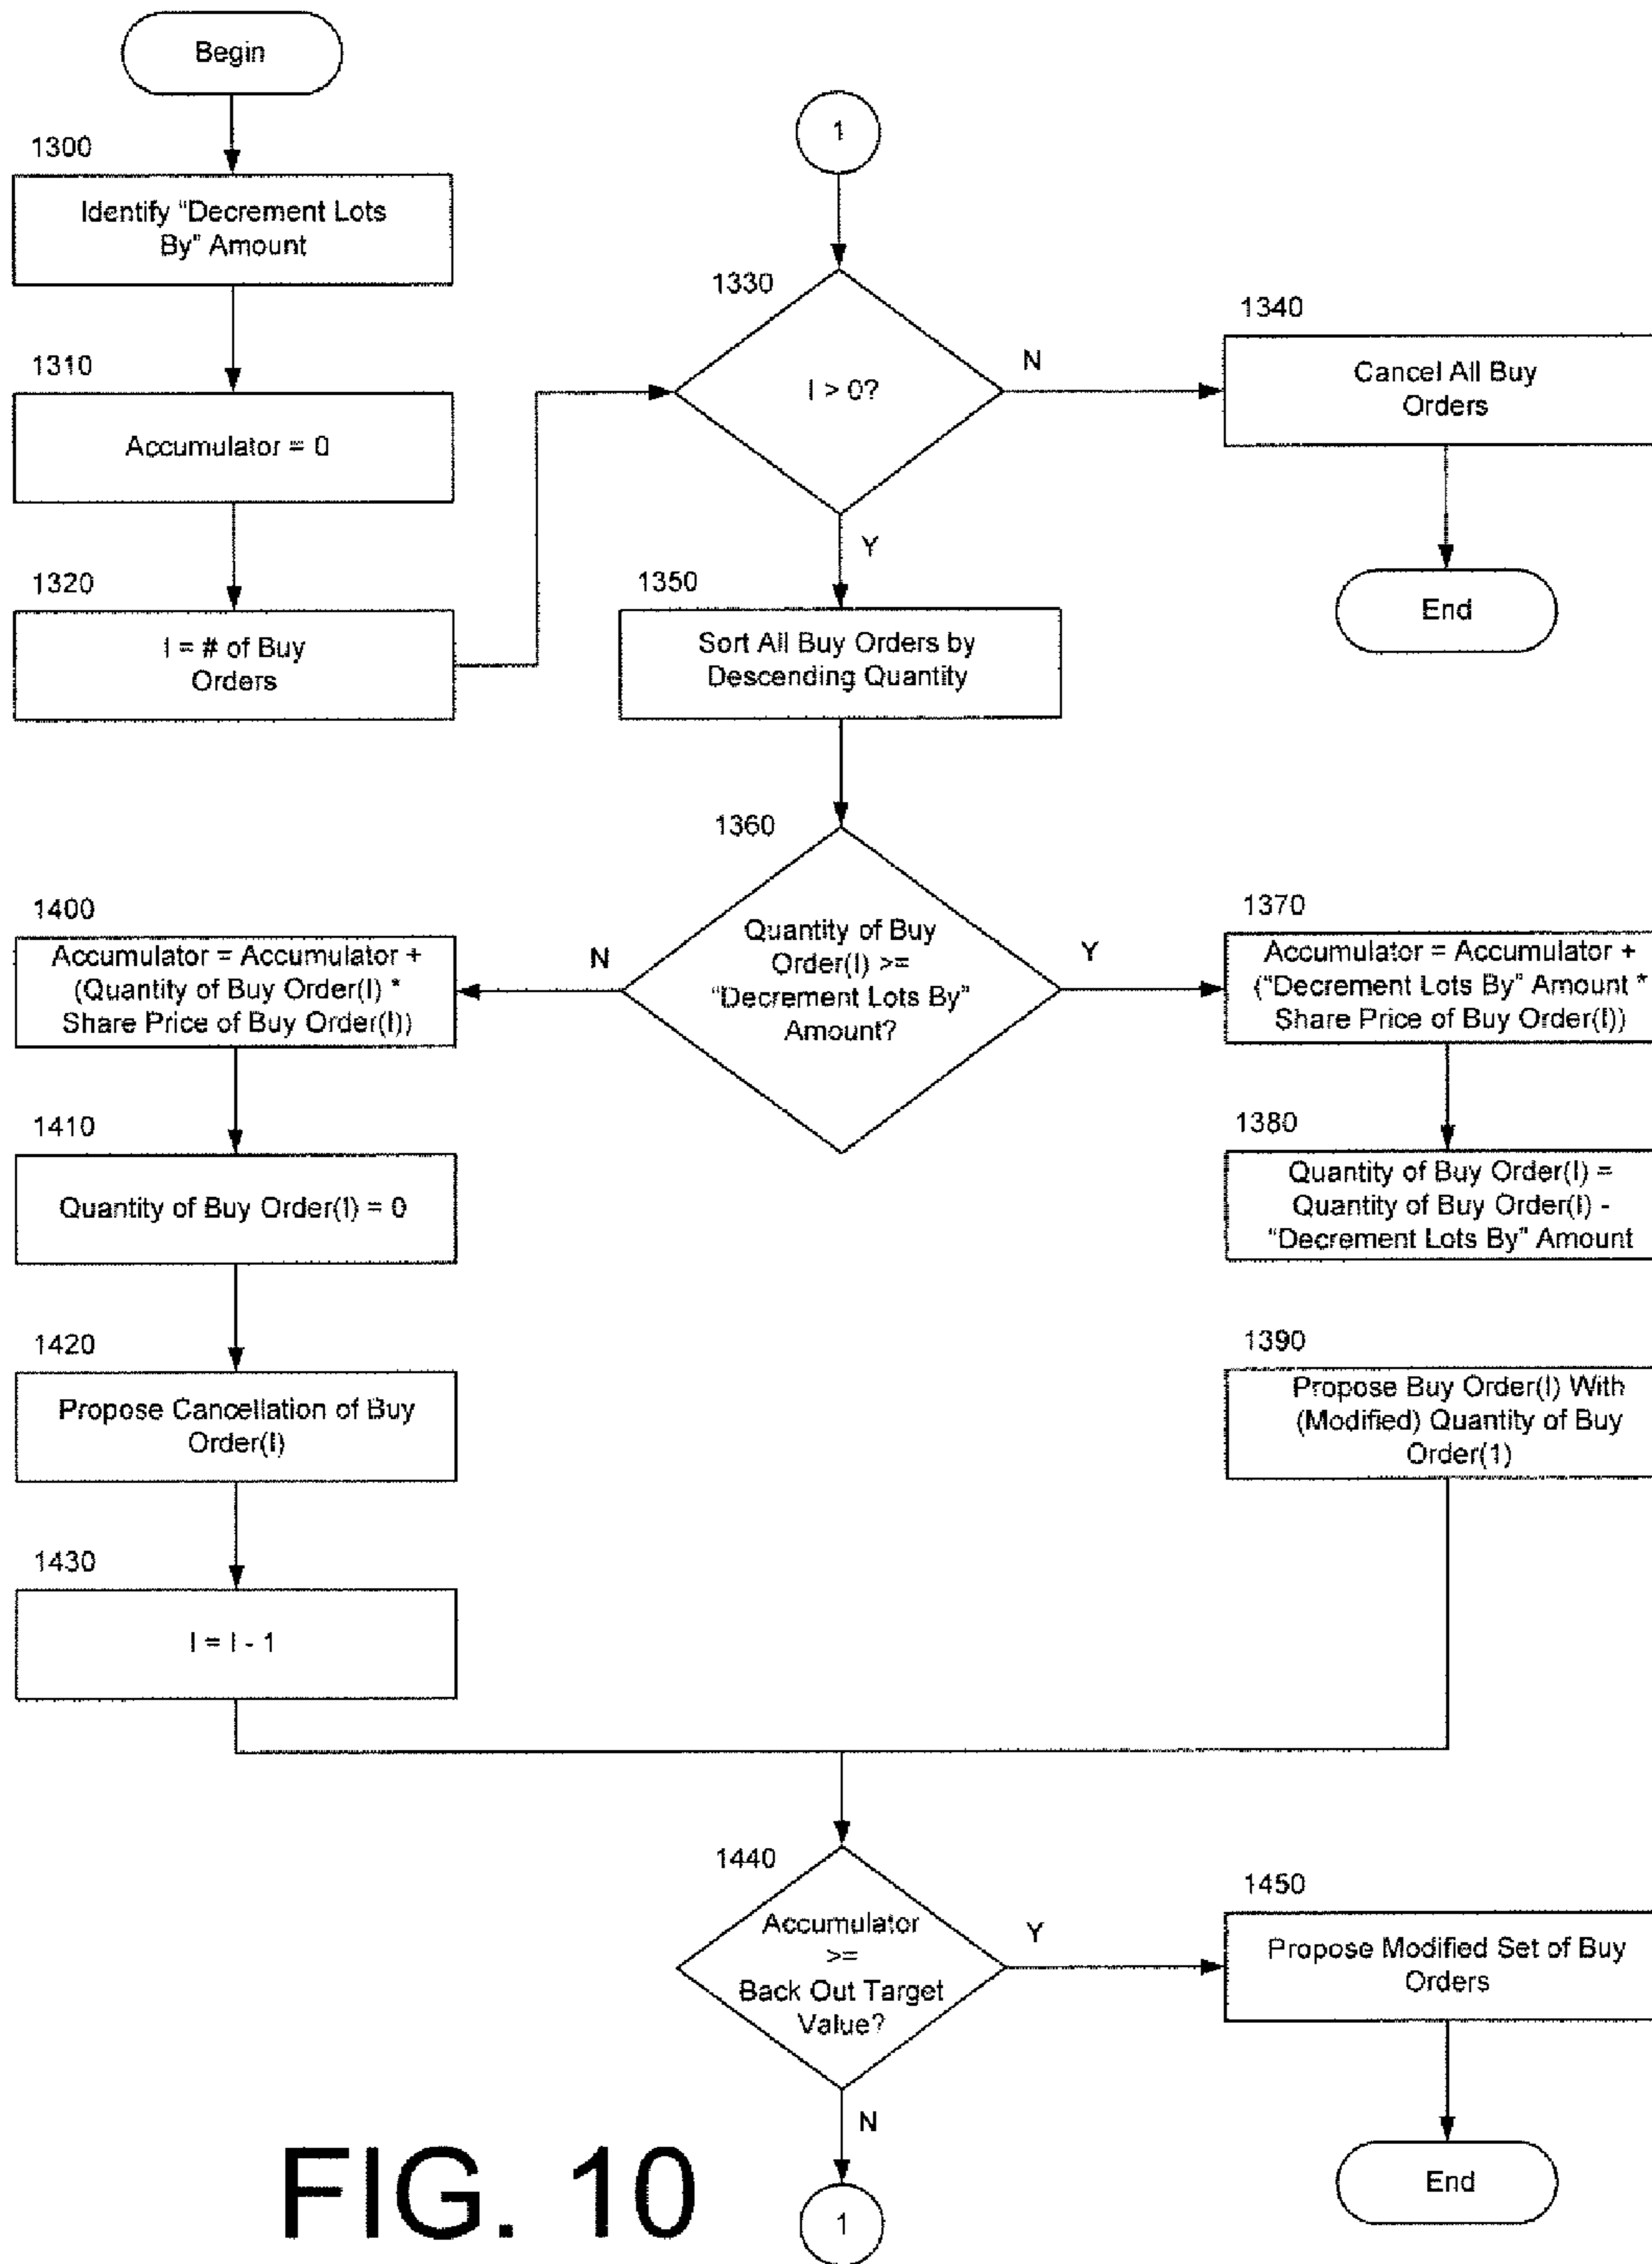 Begin
1300
Identify "Decrement Lots
By" Amount
1310
Accumulator = 0
1320
I = # of Buy
Orders
1
1330
I > 0?
N
Y
1340
Cancel All Buy
Orders
End
1350
Sort All Buy Orders by
Descending Quantity
1360
Quantity of Buy
Order(I) >=
"Decrement Lots By"
Amount?
N
Y
1370
Accumulator = Accumulator +
("Decrement Lots By" Amount *
Share Price of Buy Order(I))
1380
Quantity of Buy Order(I) =
Quantity of Buy Order(I) -
"Decrement Lots By" Amount
1390
Propose Buy Order(I) With
(Modified) Quantity of Buy
Order(1)
1400
Accumulator = Accumulator +
(Quantity of Buy Order(I) *
Share Price of Buy Order(I))
1410
Quantity of Buy Order(I) = 0
1420
Propose Cancellation of Buy
Order(I)
1430
I = I - 1
1440
Accumulator
>=
Back Out Target
Value?
Y
N
1450
Propose Modified Set of Buy
Orders
End
1
FIG. 10